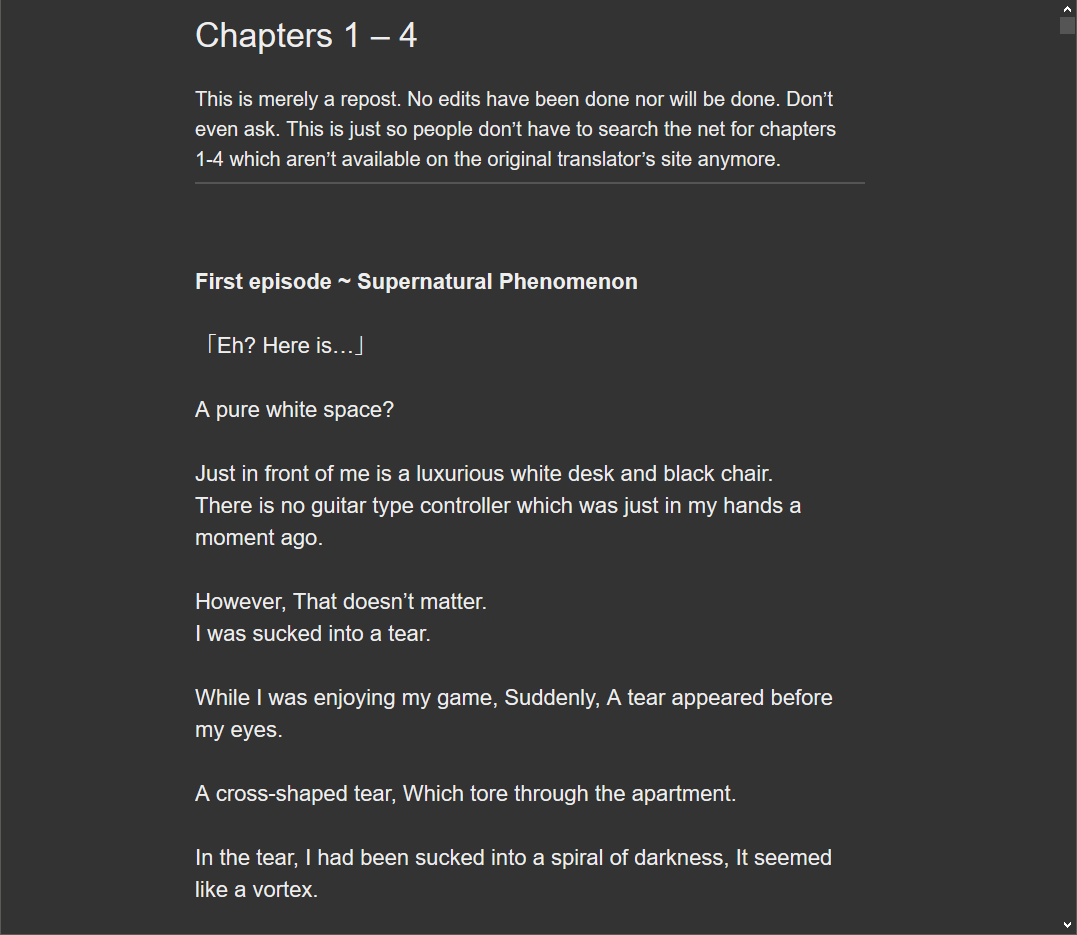 Chapters 1 – 4
This is merely a repost. No edits have been done nor will be done. Don’t
even ask. This is just so people don’t have to search the net for chapters
1-4 which aren’t available on the original translator’s site anymore.
First episode ~ Supernatural Phenomenon
「Eh? Here is…」
A pure white space?
Just in front of me is a luxurious white desk and black chair.
There is no guitar type controller which was just in my hands a
moment ago.
However, That doesn’t matter.
I was sucked into a tear.
While I was enjoying my game, Suddenly, A tear appeared before
my eyes.
A cross-shaped tear, Which tore through the apartment.
In the tear, I had been sucked into a spiral of darkness, It seemed
like a vortex.